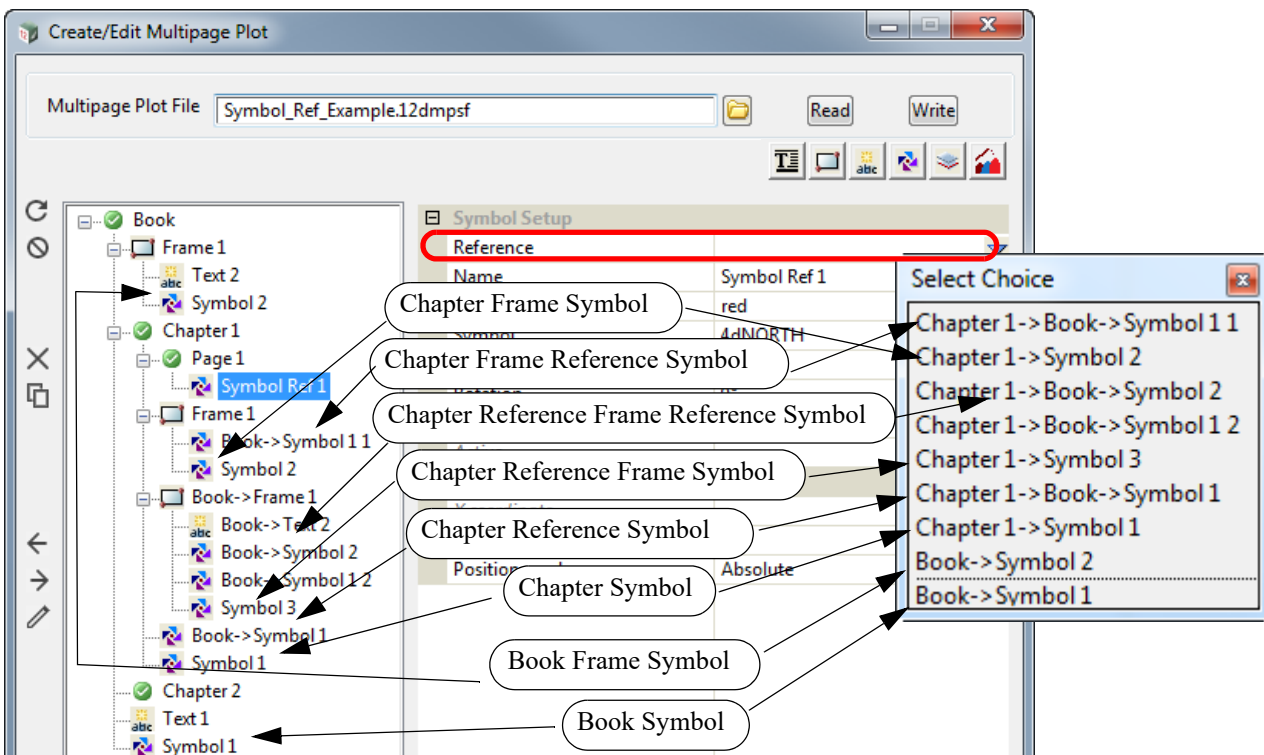 Create/Edit Multipage Plot
Multipage Plot File
Symbol_Ref_Example.12dmpsf
Read
Write
T
abc
Book
Frame 1
abc
Text 2
Symbol 2
Chapter 1
Page 1
Symbol Ref 1
Frame 1
Book->Symbol 1 1
Symbol 2
Book->Frame 1
abc
Book->Text 2
Book->Symbol 2
Book->Symbol 1 2
Symbol 3
Book->Symbol 1
Symbol 1
Chapter 2
abc
Text 1
Symbol 1
Symbol Setup
Reference
Name
Symbol Ref 1
red
Symbol
4dNORTH
Rotation
Absolute
Chapter Frame Symbol
Chapter Frame Reference Symbol
Chapter Reference Frame Reference Symbol
Chapter Reference Frame Symbol
Chapter Reference Symbol
Chapter Symbol
Book Frame Symbol
Book Symbol
Select Choice
Chapter 1->Book->Symbol 1 1
Chapter 1->Symbol 2
Chapter 1->Book->Symbol 2
Chapter 1->Book->Symbol 1 2
Chapter 1->Symbol 3
Chapter 1->Book->Symbol 1
Chapter 1->Symbol 1
Book->Symbol 2
Book->Symbol 1